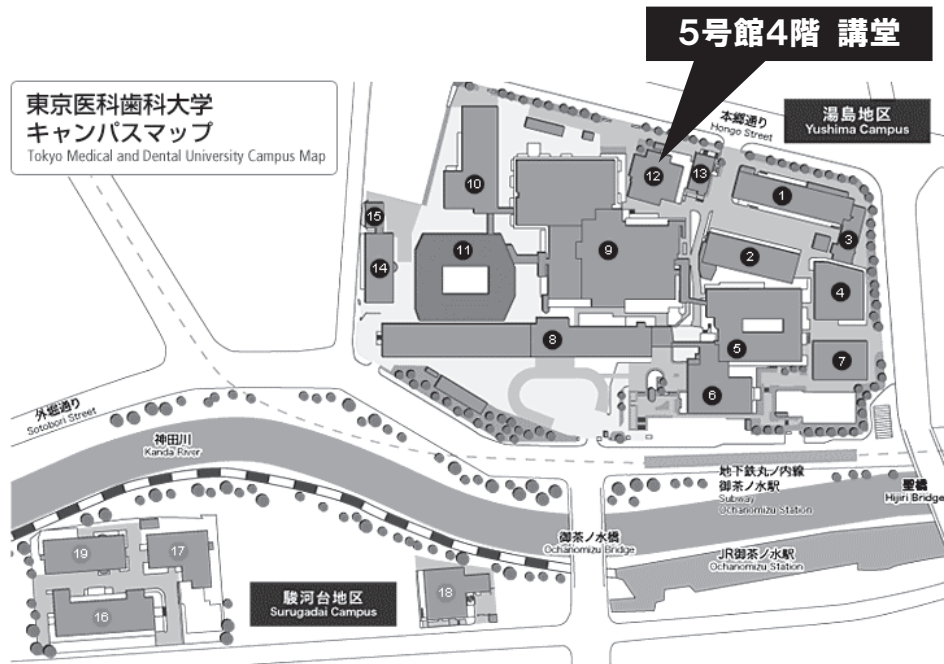 5号館4階 講堂
東京医科歯科大学
キャンパスマップ
Tokyo Medical and Dental University Campus Map
本郷通り
Hongo Street
湯島地区
Yushima Campus
12
13
10
1
15
3
9
11
2
14
4
8
5
7
6
外堀通り
Sotobori Street
神田川
Kanda River
地下鉄丸ノ内線
御茶ノ水駅
Subway
Ochanomizu Station
聖橋
Hijiri Bridge
御茶ノ水橋
Ochanomizu Bridge
JR御茶ノ水駅
Ochanomizu Station
19
17
18
16
駿河台地区
Surugadai Campus